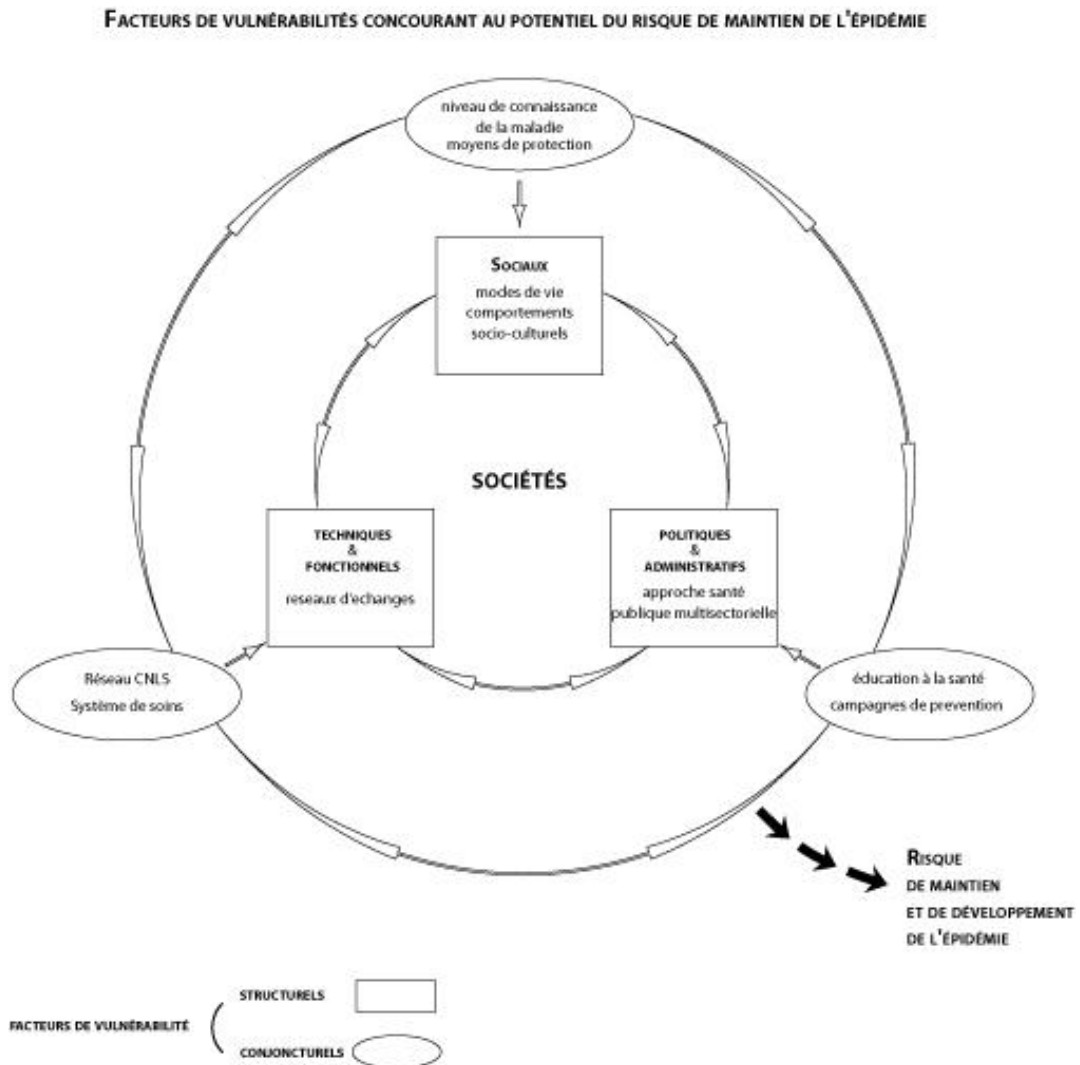 FACTEURS DE VULNÉRABILITÉS CONCOURANT AU POTENTIEL DU RISQUE DE MAINTIEN DE L'ÉPIDÉMIE
niveau de connaissance
de la maladie
moyens de protection
SOCIAUX
modes de vie
comportements
socio-culturels
SOCIÉTÉS
TECHNIQUES
&
FONCTIONNELS
reseaux d'echanges
POLITIQUES
&
ADMINISTRATIFS
approche santé
publique multisectorielle
Réseau CNLS
Système de soins
éducation à la santé
campagnes de prevention
RISQUE
DE MAINTIEN
ET DE DÉVELOPPEMENT
DE L'ÉPIDÉMIE
FACTEURS DE VULNÉRABILITÉ
STRUCTURELS
CONJONCTURELS